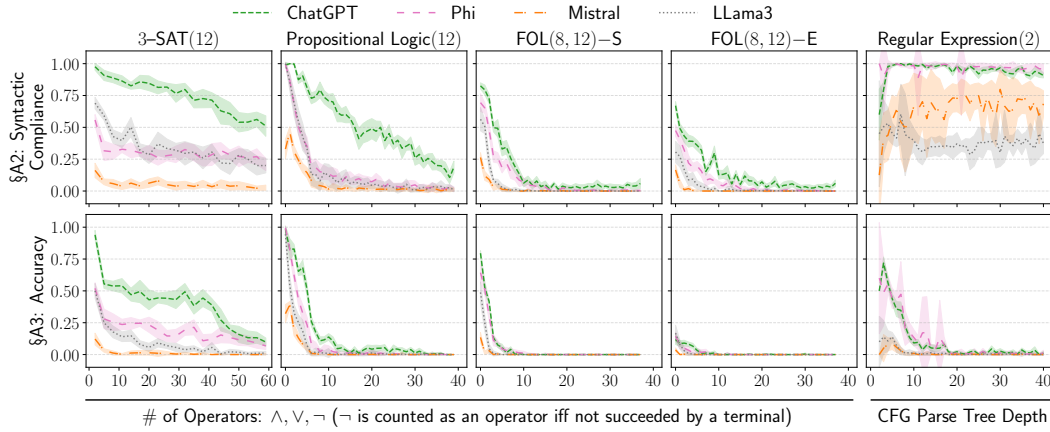 ChatGPT Phi Mistral LLama3
3–SAT(12) Propositional Logic(12) FOL(8, 12)−S FOL(8, 12)−E Regular Expression(2)
§A2: Syntactic
Compliance
1.00
0.75
0.50
0.25
0.00
§A3: Accuracy
1.00
0.75
0.50
0.25
0.00
0 10 20 30 40 50 60 0 10 20 30 40 0 10 20 30 40 0 10 20 30 40 0 10 20 30 40
# of Operators: ∧, ∨, ¬ (¬ is counted as an operator iff not succeeded by a terminal) CFG Parse Tree Depth